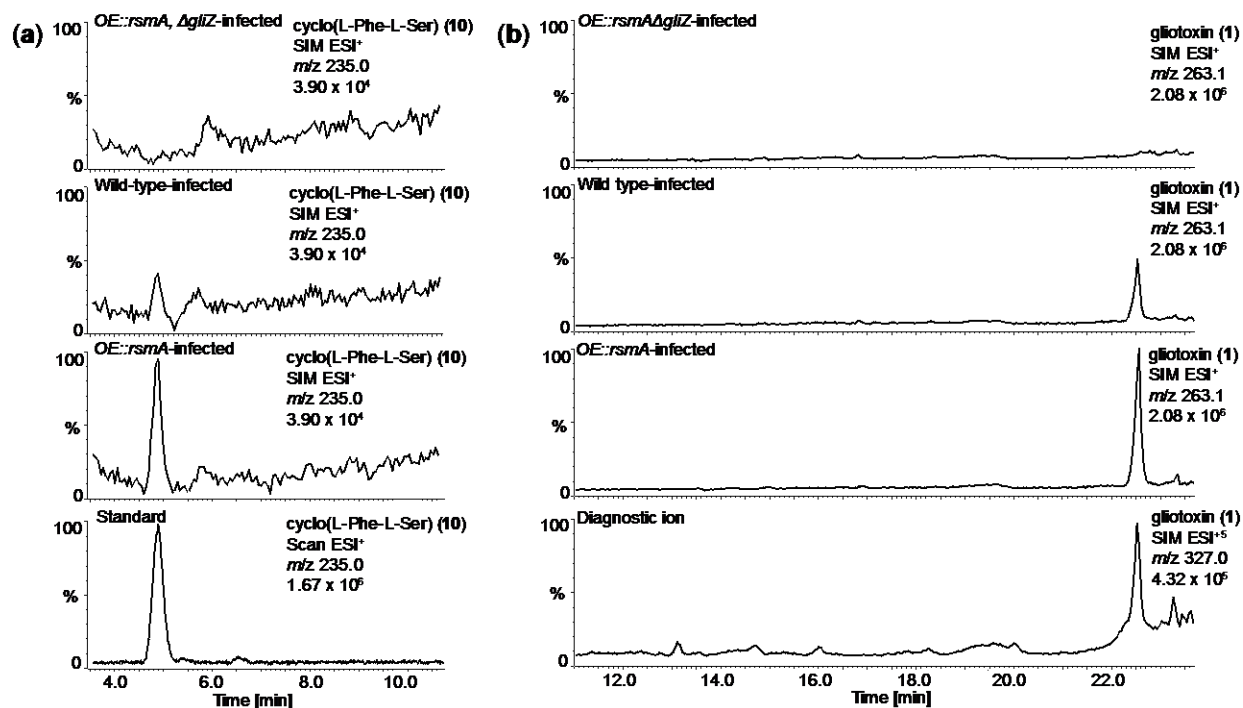 (a)
OE::rsmA, ΔgliZ-infected
100
%
0
cyclo(L-Phe-L-Ser) (10)
SIM ESI⁺
m/z 235.0
3.90 x 10⁴
Wild-type-infected
100
%
0
cyclo(L-Phe-L-Ser) (10)
SIM ESI⁺
m/z 235.0
3.90 x 10⁴
OE::rsmA-infected
100
%
0
cyclo(L-Phe-L-Ser) (10)
SIM ESI⁺
m/z 235.0
3.90 x 10⁴
Standard
100
%
0
cyclo(L-Phe-L-Ser) (10)
Scan ESI⁺
m/z 235.0
1.67 x 10⁶
4.0 6.0 8.0 10.0
Time [min]
(b)
OE::rsmAΔgliZ-infected
100
%
0
gliotoxin (1)
SIM ESI⁺
m/z 263.1
2.08 x 10⁶
Wild type-infected
100
%
0
gliotoxin (1)
SIM ESI⁺
m/z 263.1
2.08 x 10⁶
OE::rsmA-infected
100
%
0
gliotoxin (1)
SIM ESI⁺
m/z 263.1
2.08 x 10⁶
Diagnostic ion
100
%
0
gliotoxin (1)
SIM ESI⁺⁵
m/z 327.0
4.32 x 10⁵
12.0 14.0 16.0 18.0 20.0 22.0
Time [min]